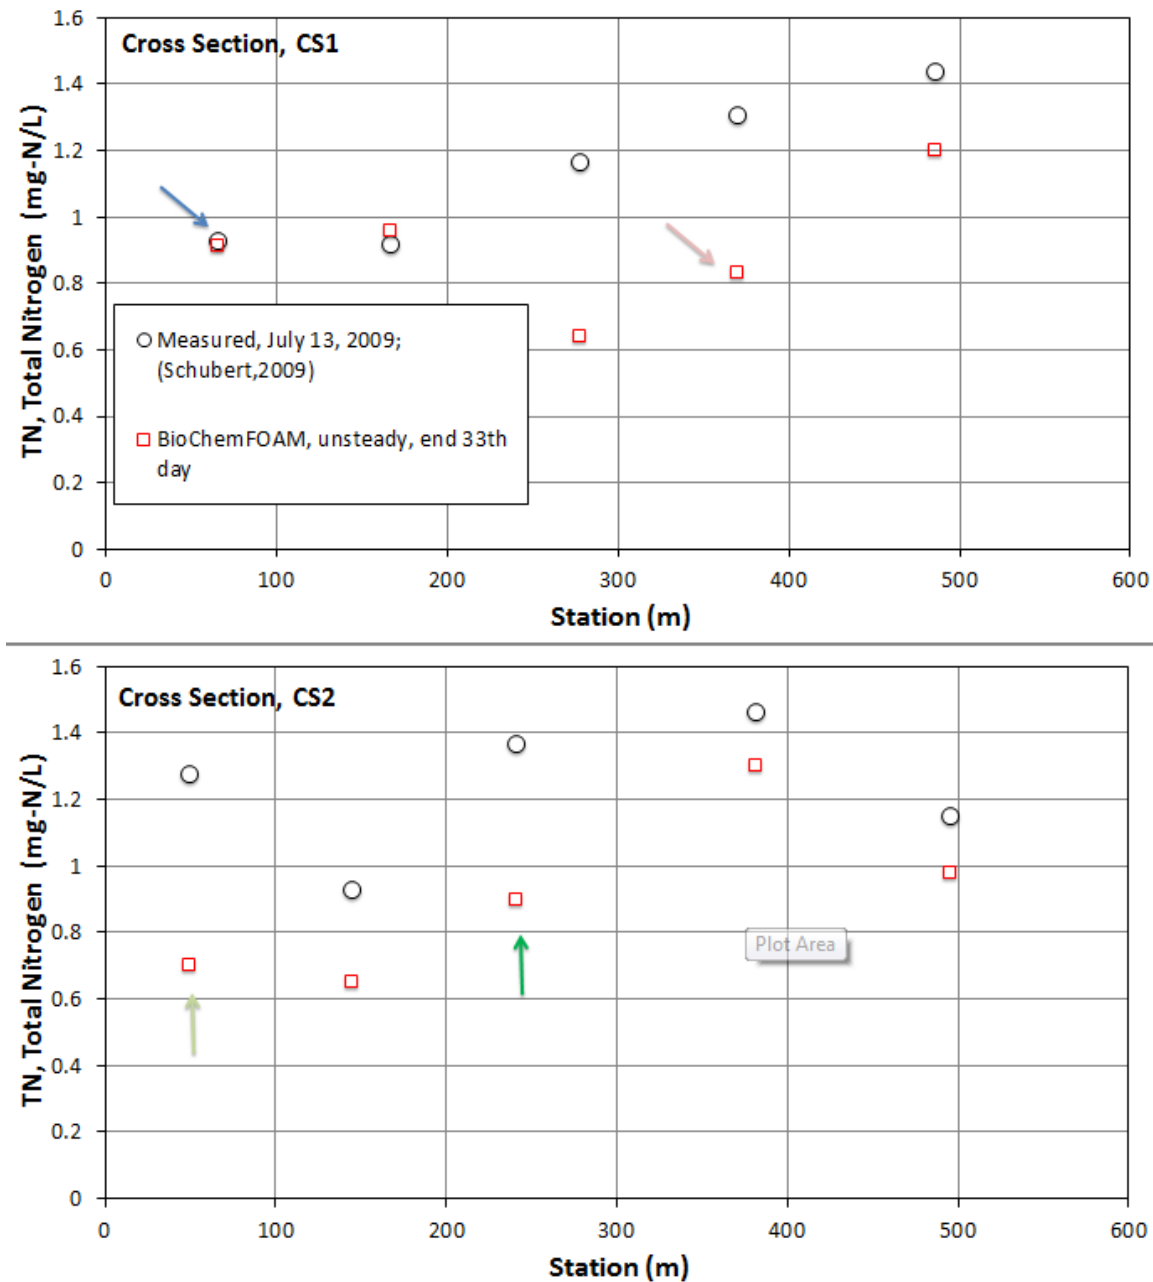 Cross Section, CS1
TN, Total Nitrogen (mg-N/L)
1.6
1.4
1.2
1
0.8
0.6
0.4
0.2
0
Measured, July 13, 2009;
(Schubert,2009)
BioChemFOAM, unsteady, end 33th
day
0 100 200 300 400 500 600
Station (m)
Cross Section, CS2
TN, Total Nitrogen (mg-N/L)
1.6
1.4
1.2
1
0.8
0.6
0.4
0.2
0
Plot Area
0 100 200 300 400 500 600
Station (m)